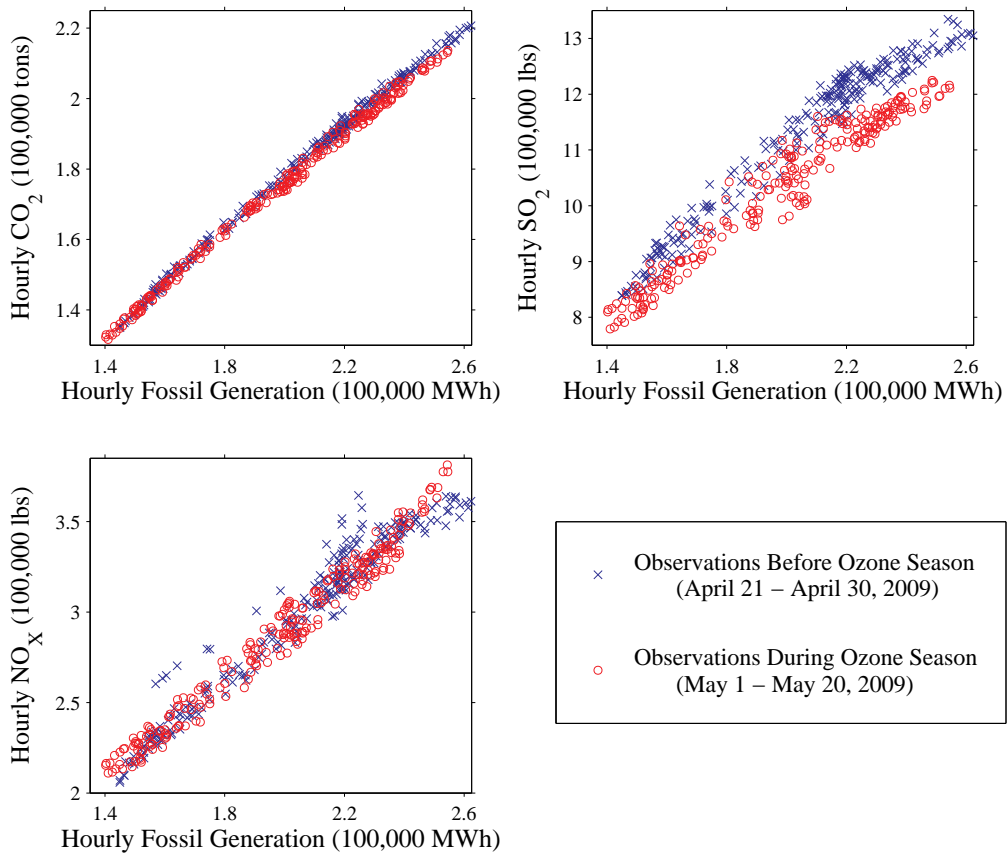 2.2
2
1.8
1.6
1.4
1.4 1.8 2.2 2.6
Hourly CO2 (100,000 tons)
Hourly Fossil Generation (100,000 MWh)
13
12
11
10
9
8
1.4 1.8 2.2 2.6
Hourly SO2 (100,000 lbs)
Hourly Fossil Generation (100,000 MWh)
3.5
3
2.5
2
1.4 1.8 2.2 2.6
Hourly NOX (100,000 lbs)
Hourly Fossil Generation (100,000 MWh)
Observations Before Ozone Season
(April 21 – April 30, 2009)
Observations During Ozone Season
(May 1 – May 20, 2009)